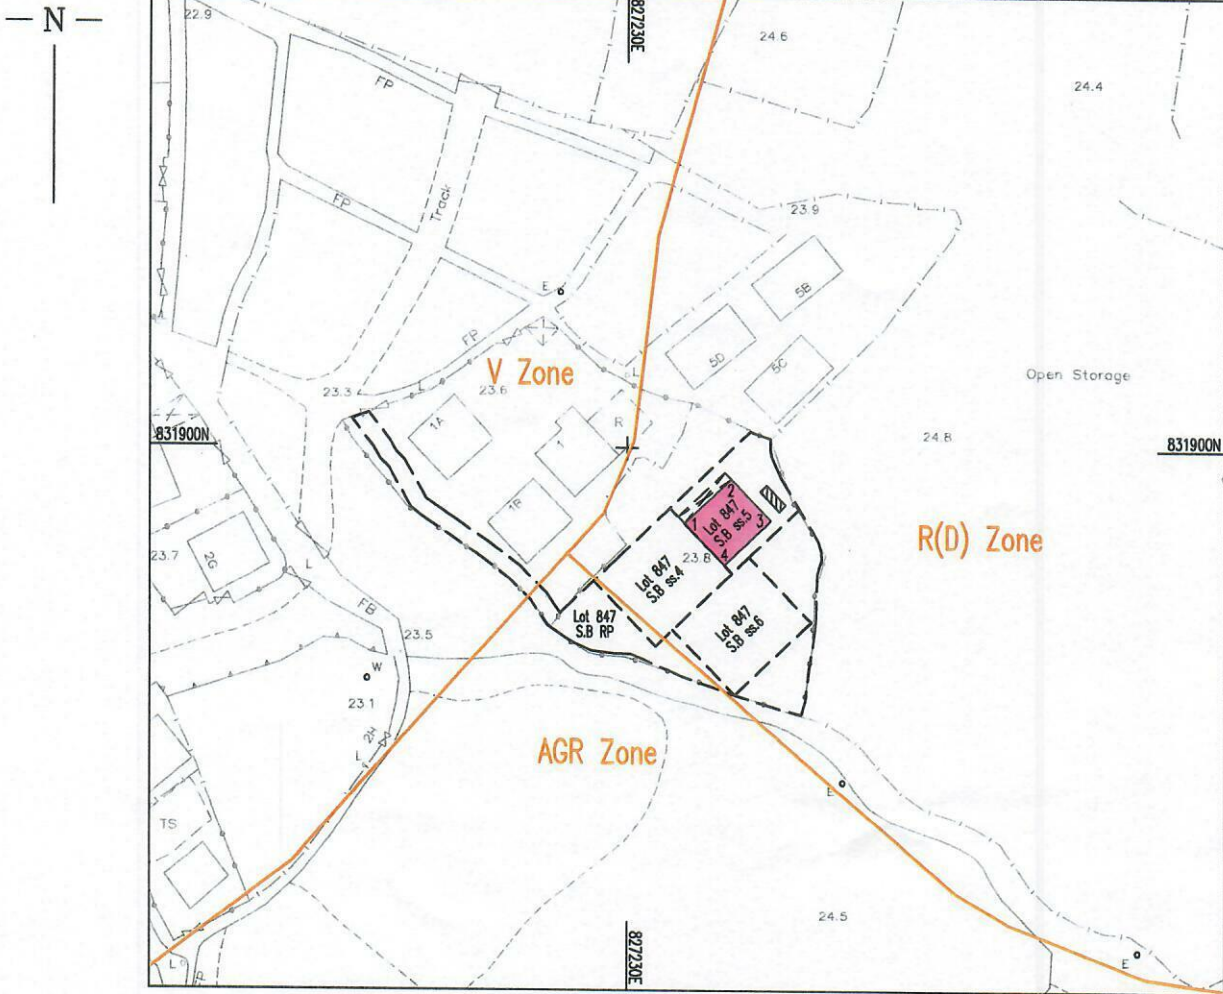 N
22.9
827230E
24.6
24.4
FP
FP
Track
23.9
E
5B
FP
5D
5C
V Zone
L
L
23.6
23.3
Open Storage
1A
R
831900N
24.8
831900N
1
2
1
Lot 847
S.B ss.5
3
4
1B
23.7
2G
L
23.8
R(D) Zone
Lot 847
S.B ss.4
FB
Lot 847
S.B RP
Lot 847
S.B ss.6
23.5
W
23.1
2H
L
AGR Zone
E
TS
24.5
827230E
L
E